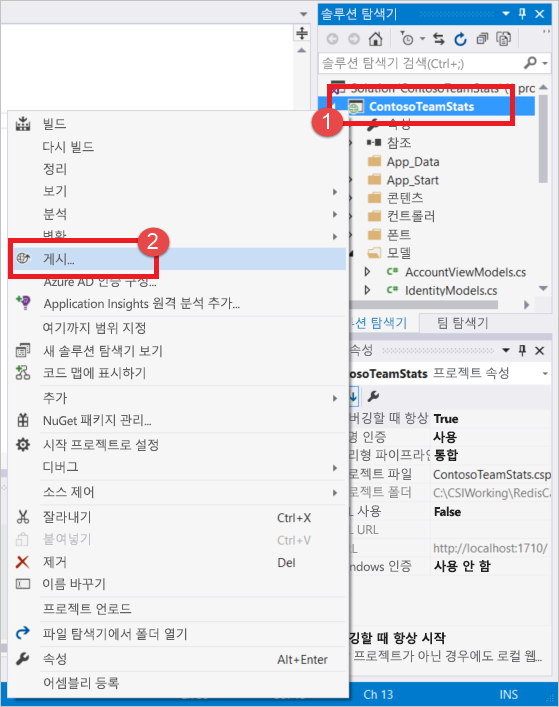 솔루션 탐색기
솔루션 탐색기 검색(Ctrl+;)
Solution 'ContosoTeamStats' (
pro
ContosoTeamStats
1
속성
참조
App_Data
App_Start
콘텐츠
컨트롤러
폰트
모델
C# AccountViewModels.cs
C# IdentityModels.cs
션 탐색기
팀 탐색기
빌드
다시 빌드
정리
보기
분석
변환
2
게시...
Azure AD 인증 구성...
Application Insights 원격 분석 추가...
여기까지 범위 지정
새 솔루션 탐색기 보기
코드 맵에 표시하기
추가
NuGet 패키지 관리...
시작 프로젝트로 설정
디버그
소스 제어
잘라내기 Ctrl+X
붙여넣기 Ctrl+V
제거 Del
이름 바꾸기
프로젝트 언로드
파일 탐색기에서 폴더 열기
속성 Alt+Enter
어셈블리 등록
속성
ntosoTeamStats 프로젝트 속성
버깅할 때 항상 True
명 인증 사용
리형 파이프라인 통합
로젝트 파일 ContosoTeamStats.csp
로젝트 폴더 C:\CSIWorking\RedisCa
L 사용 False
L URL
L http://localhost:1710/
ndows 인증 사용 안 함
깅할 때 항상 시작
프로젝트가 아닌 경우에도 로컬 웹...
Ch 13
INS